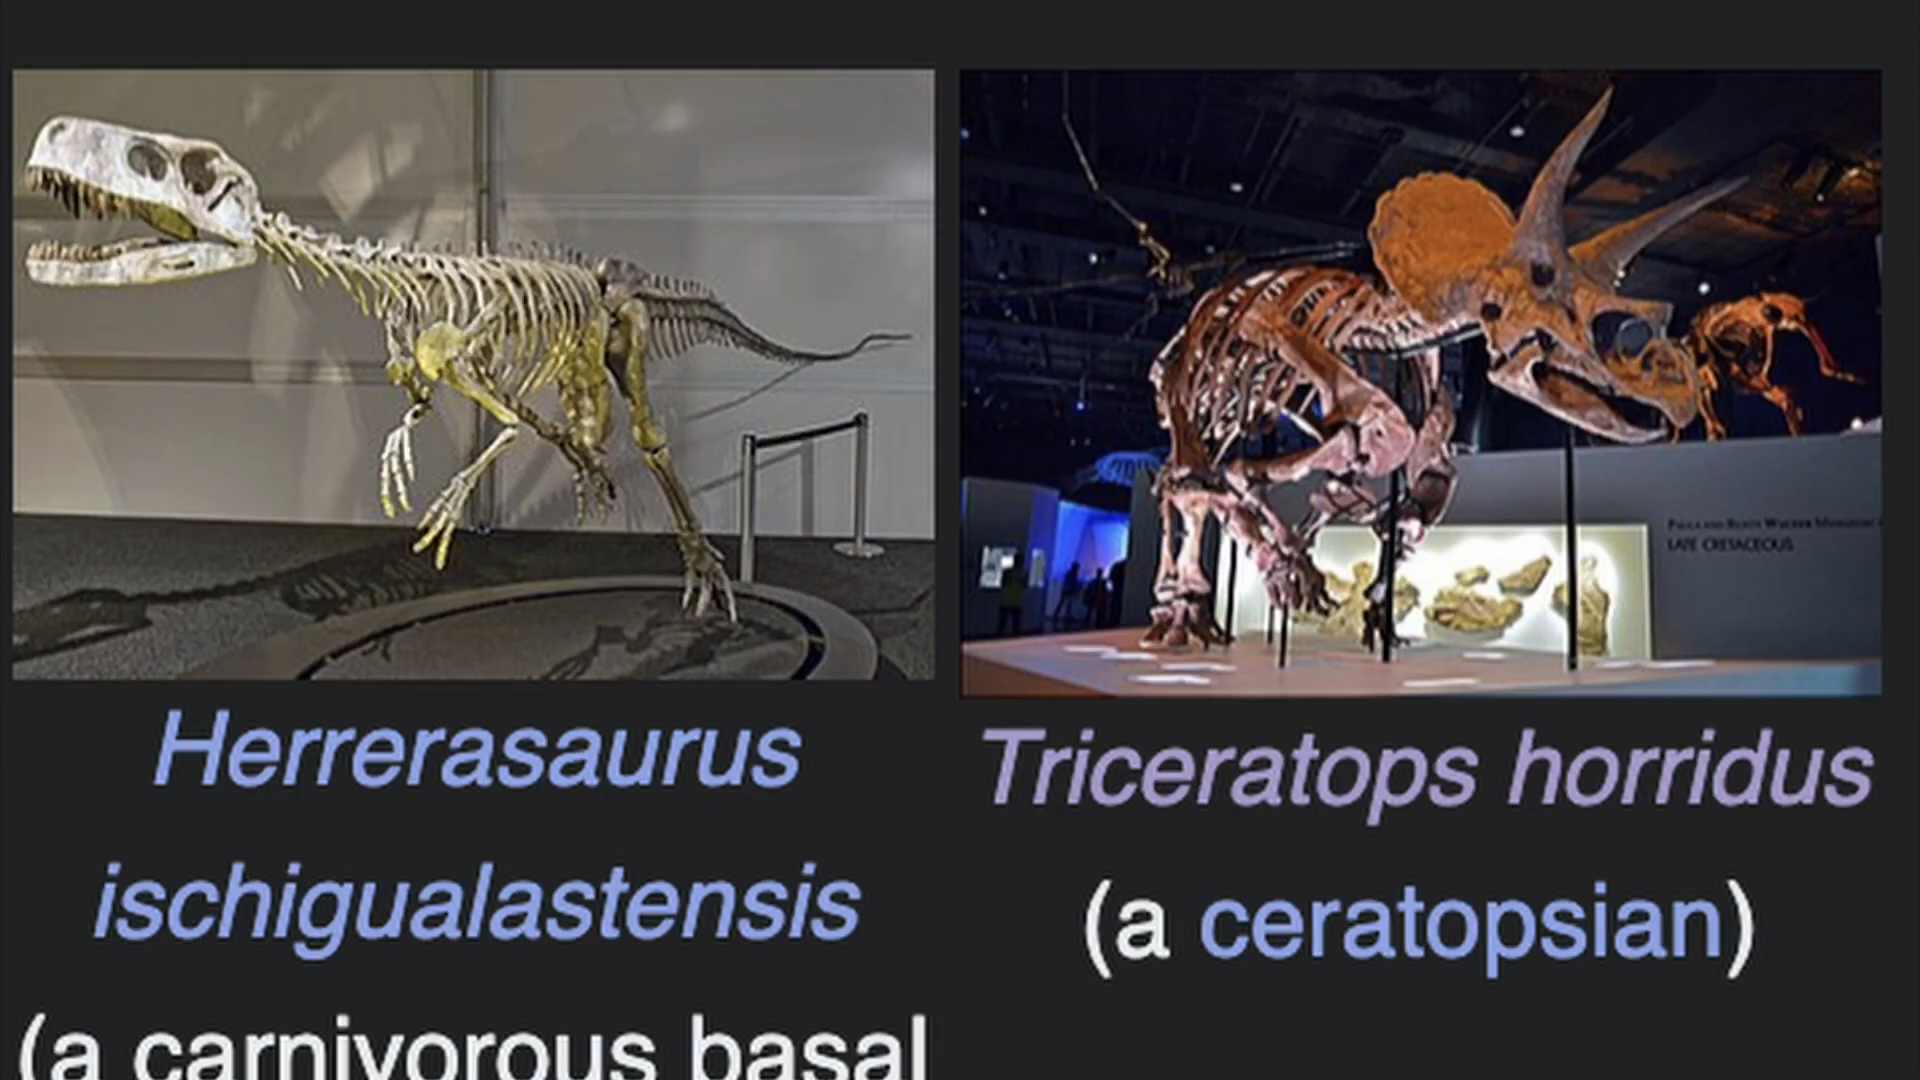 LATE CRETACEOUS
Herrerasaurus
ischigualastensis
(a carnivorous basal
Triceratops horridus
(a ceratopsian)